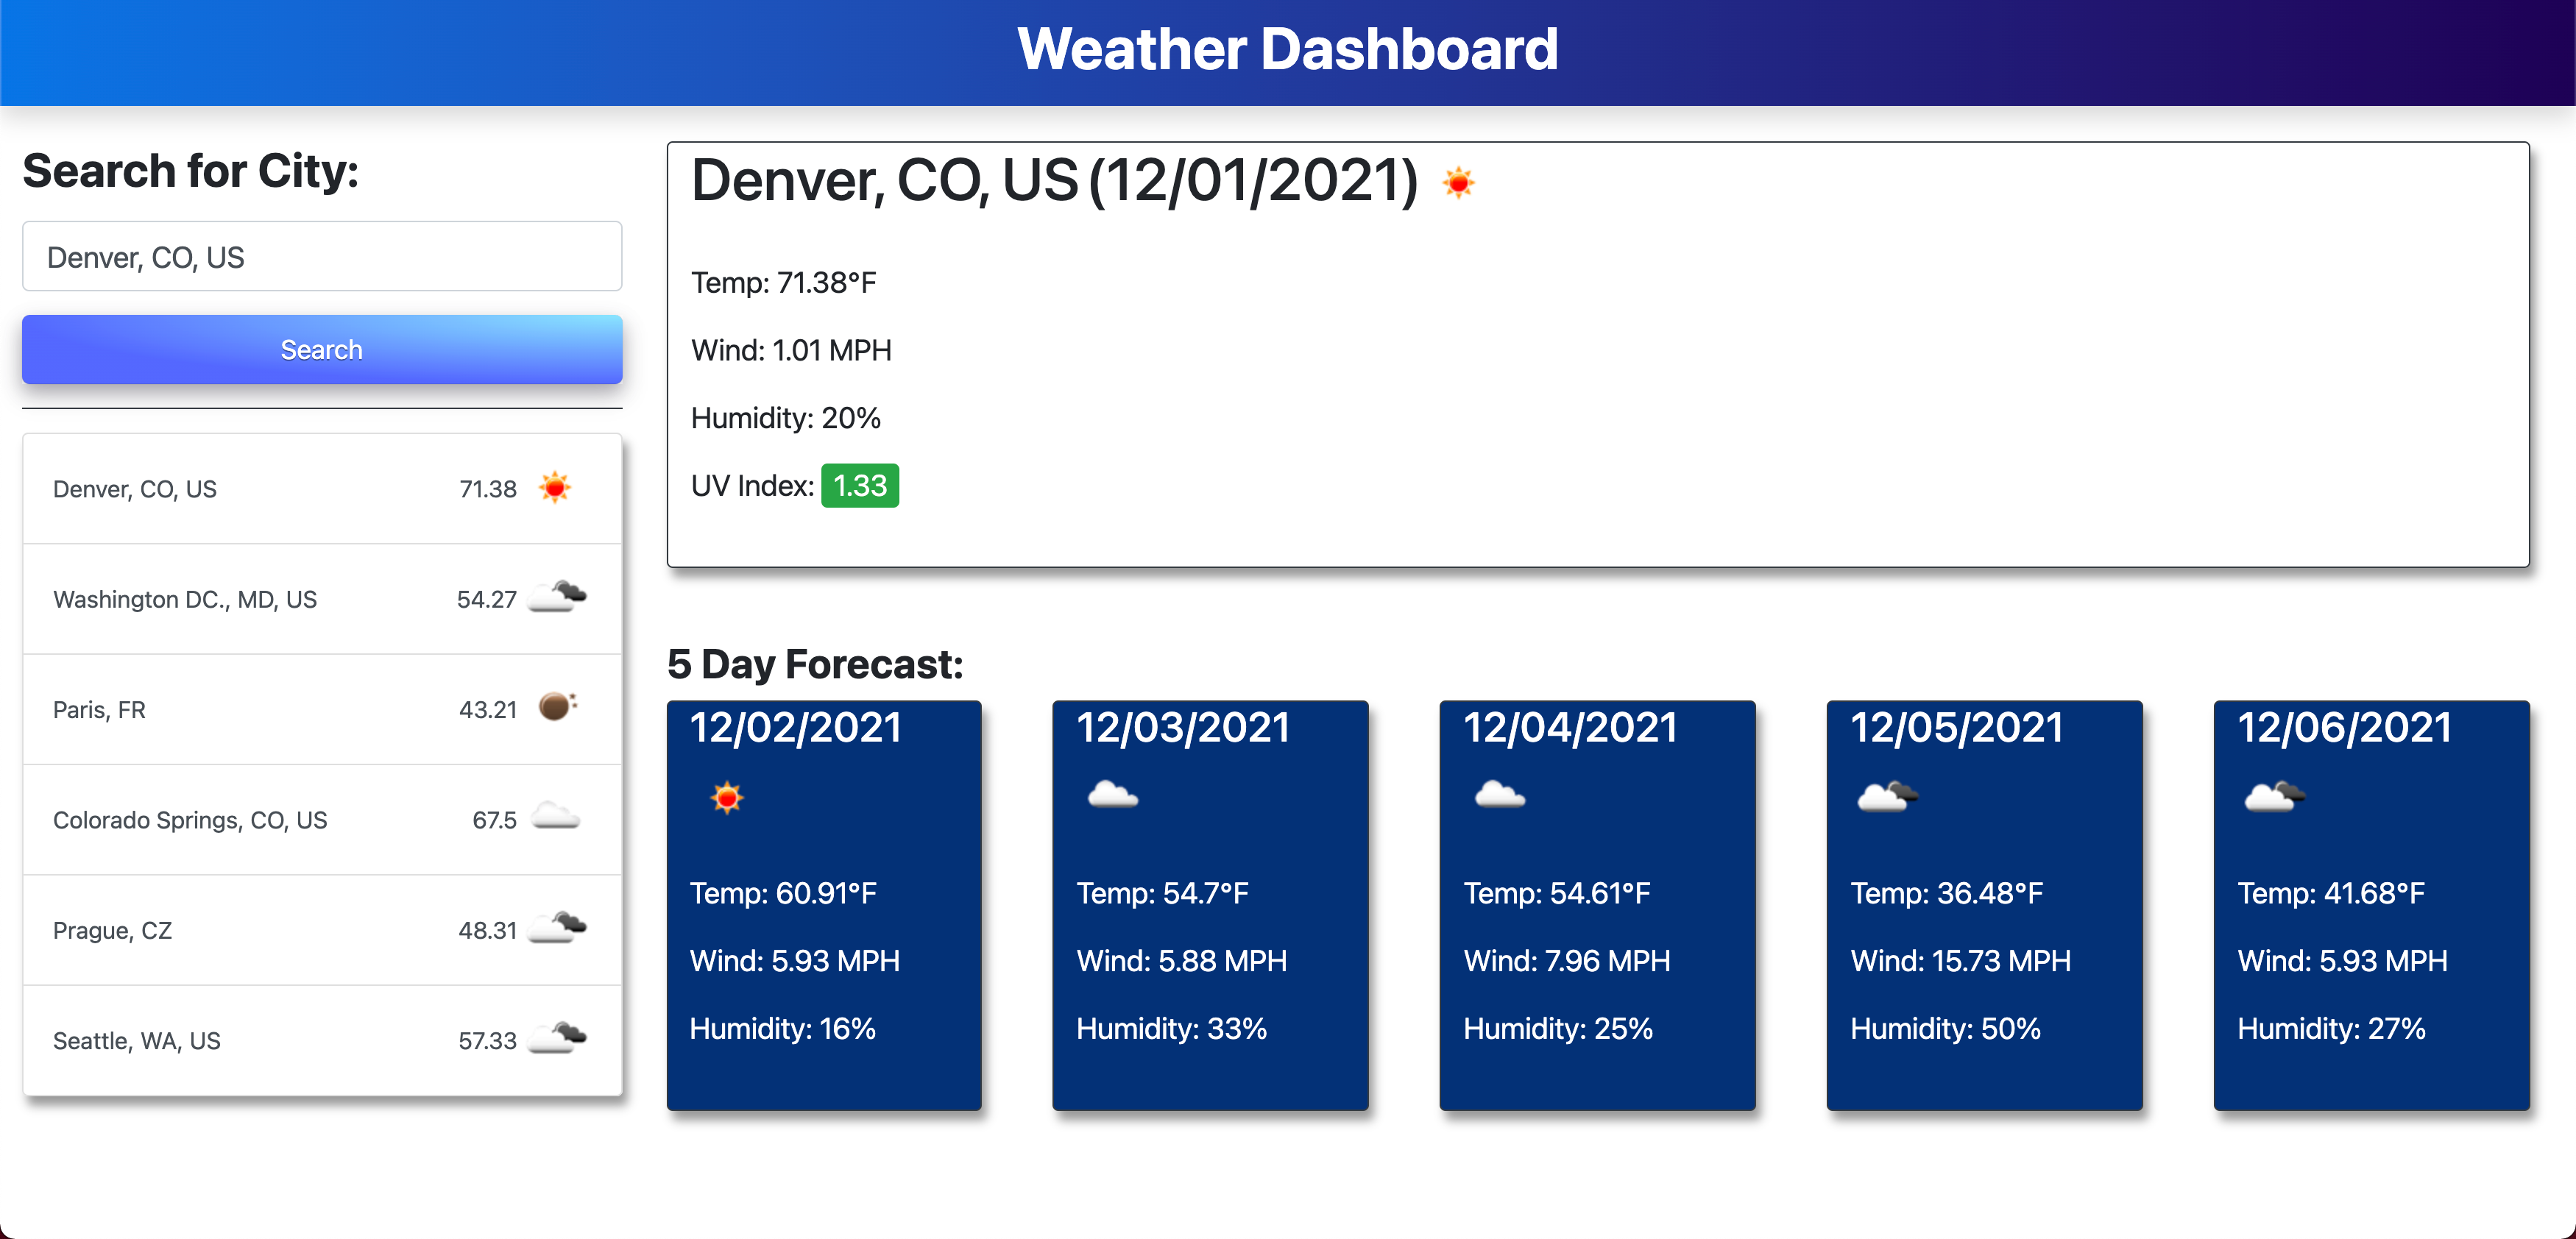 Weather Dashboard
Search for City:
Denver, CO, US
Search
Denver, CO, US 71.38
Washington DC., MD, US 54.27
Paris, FR 43.21
Colorado Springs, CO, US 67.5
Prague, CZ 48.31
Seattle, WA, US 57.33
Denver, CO, US (12/01/2021)
Temp: 71.38°F
Wind: 1.01 MPH
Humidity: 20%
UV Index: 1.33
5 Day Forecast:
12/02/2021
Temp: 60.91°F
Wind: 5.93 MPH
Humidity: 16%
12/03/2021
Temp: 54.7°F
Wind: 5.88 MPH
Humidity: 33%
12/04/2021
Temp: 54.61°F
Wind: 7.96 MPH
Humidity: 25%
12/05/2021
Temp: 36.48°F
Wind: 15.73 MPH
Humidity: 50%
12/06/2021
Temp: 41.68°F
Wind: 5.93 MPH
Humidity: 27%